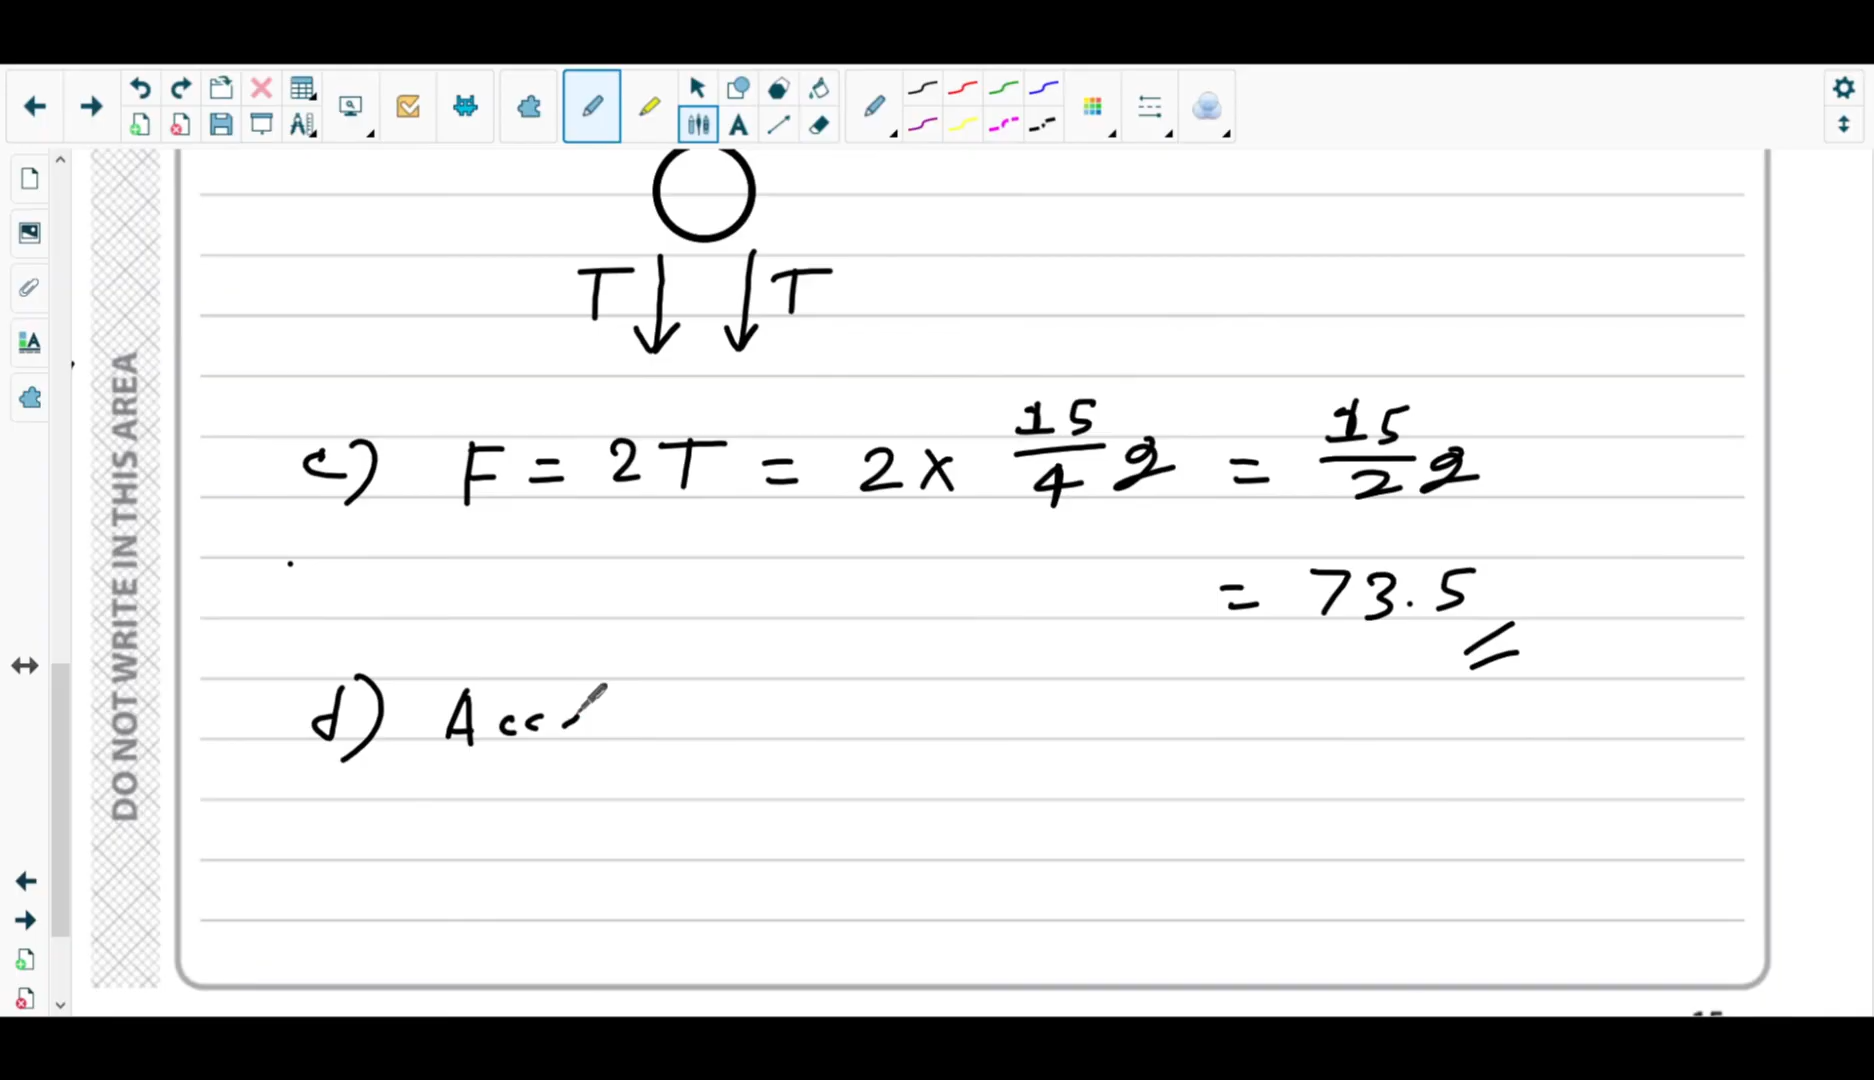 T T
c) F = 2T = 2 × 15/4 g = 15/2 g
= 73.5
d) Acc
DO NOT WRITE IN THIS AREA